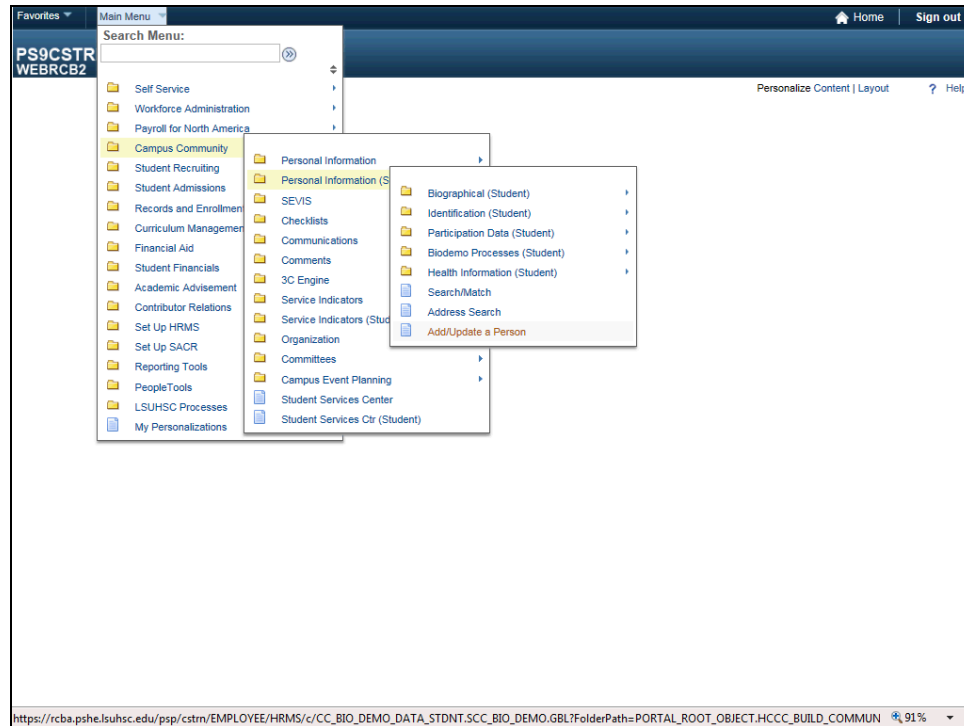 Favorites
Main Menu
Home
Sign out
Search Menu:
PS9CSTR
WEBRCB2
Personalize Content | Layout
? Help
Self Service
Workforce Administration
Payroll for North America
Campus Community
Student Recruiting
Student Admissions
Records and Enrollment
Curriculum Management
Financial Aid
Student Financials
Academic Advisement
Contributor Relations
Set Up HRMS
Set Up SACR
Reporting Tools
PeopleTools
LSUHSC Processes
My Personalizations
Personal Information
Personal Information (S
SEVIS
Checklists
Communications
Comments
3C Engine
Service Indicators
Service Indicators (Stud
Organization
Committees
Campus Event Planning
Student Services Center
Student Services Ctr (Student)
Biographical (Student)
Identification (Student)
Participation Data (Student)
Biodemo Processes (Student)
Health Information (Student)
Search/Match
Address Search
Add/Update a Person
https://rcba.pshe.lsuhsc.edu/psp/cstrn/EMPLOYEE/HRMS/c/CC_BIO_DEMO_DATA_STDNT.SCC_BIO_DEMO.GBL?FolderPath=PORTAL_ROOT_OBJECT.HCCC_BUILD_COMMUN 91%